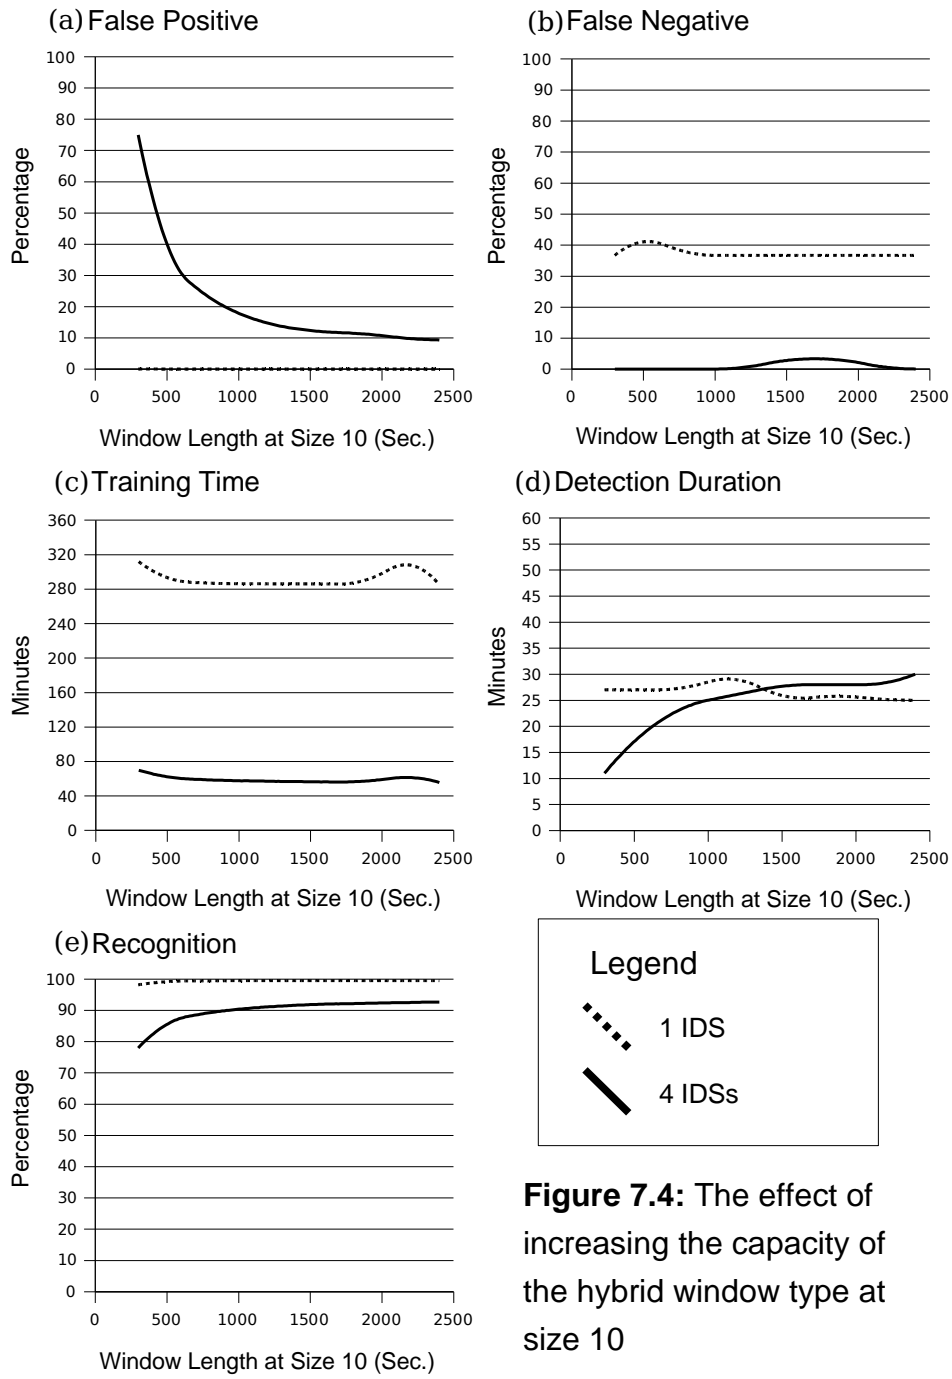 (a) False Positive
100
90
80
70
60
50
40
30
20
10
0
Percentage
0 500 1000 1500 2000 2500
Window Length at Size 10 (Sec.)
(b) False Negative
100
90
80
70
60
50
40
30
20
10
0
Percentage
0 500 1000 1500 2000 2500
Window Length at Size 10 (Sec.)
(c) Training Time
360
320
280
240
200
160
120
80
40
0
Minutes
0 500 1000 1500 2000 2500
Window Length at Size 10 (Sec.)
(d) Detection Duration
60
55
50
45
40
35
30
25
20
15
10
5
0
Minutes
0 500 1000 1500 2000 2500
Window Length at Size 10 (Sec.)
(e) Recognition
100
90
80
70
60
50
40
30
20
10
0
Percentage
0 500 1000 1500 2000 2500
Window Length at Size 10 (Sec.)
Legend
1 IDS
4 IDSs
Figure 7.4: The effect of
increasing the capacity of
the hybrid window type at
size 10